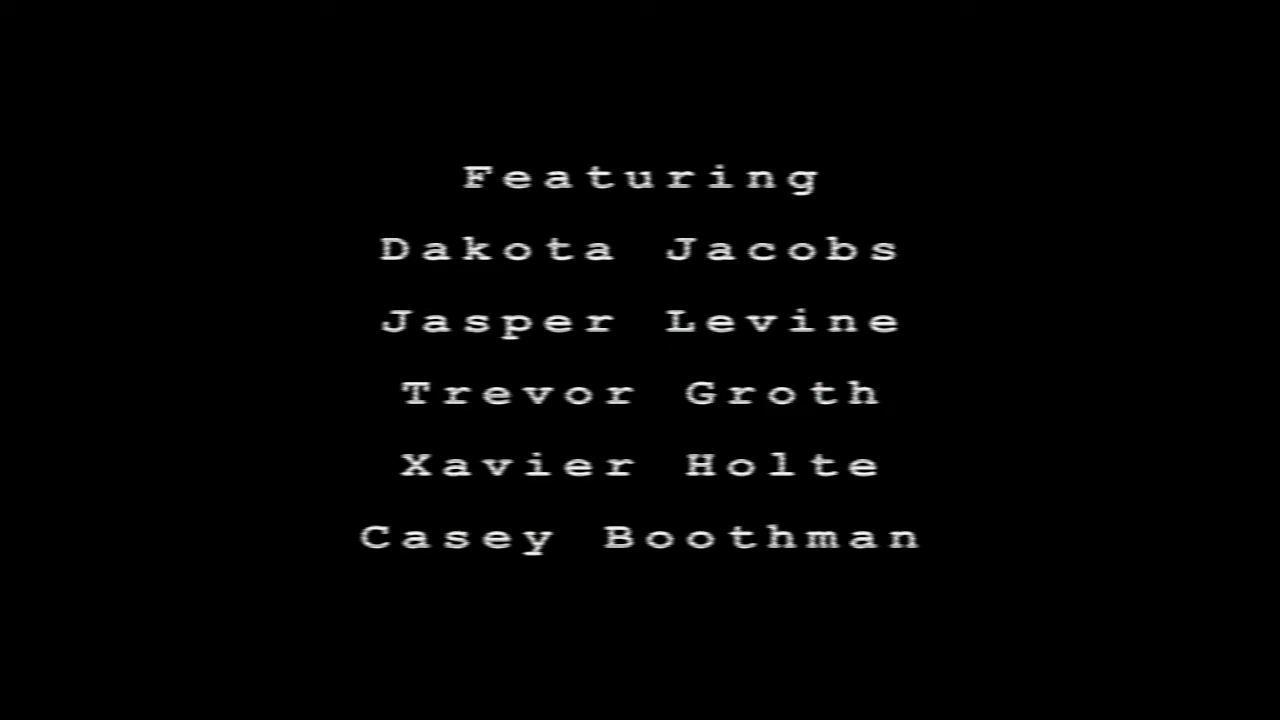 Featuring
Dakota Jacobs
Jasper Levine
Trevor Groth
Xavier Holte
Casey Boothman